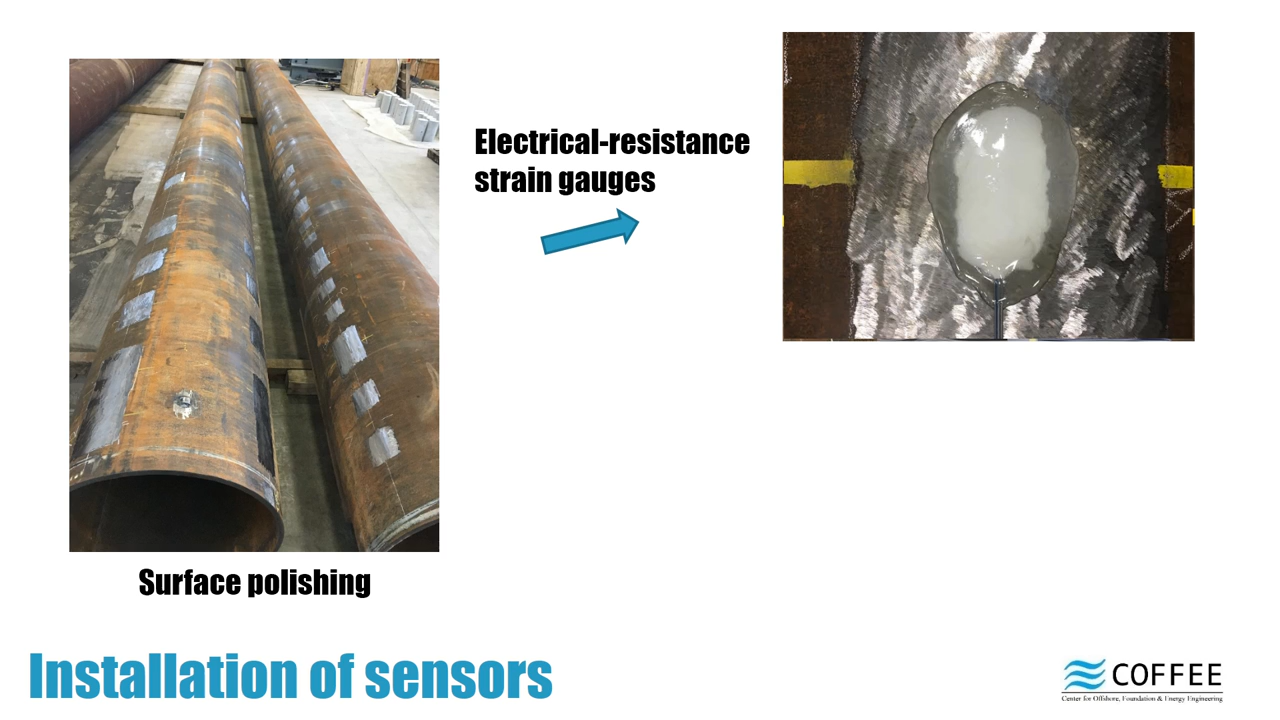 Electrical-resistance
strain gauges
Surface polishing
Installation of sensors
COFFEE
Center for Offshore, Foundation & Energy Engineering